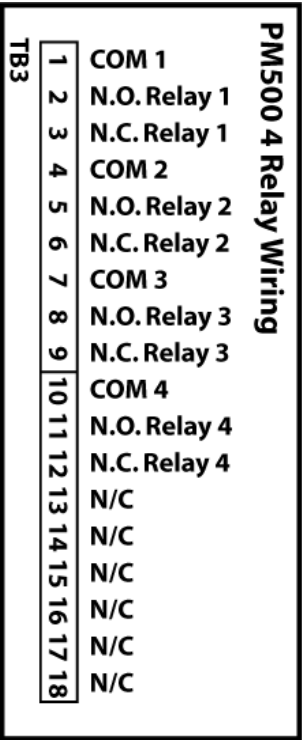 PM500 4 Relay Wiring
TB3
1 COM 1
2 N.O. Relay 1
3 N.C. Relay 1
4 COM 2
5 N.O. Relay 2
6 N.C. Relay 2
7 COM 3
8 N.O. Relay 3
9 N.C. Relay 3
10 COM 4
11 N.O. Relay 4
12 N.C. Relay 4
13 N/C
14 N/C
15 N/C
16 N/C
17 N/C
18 N/C